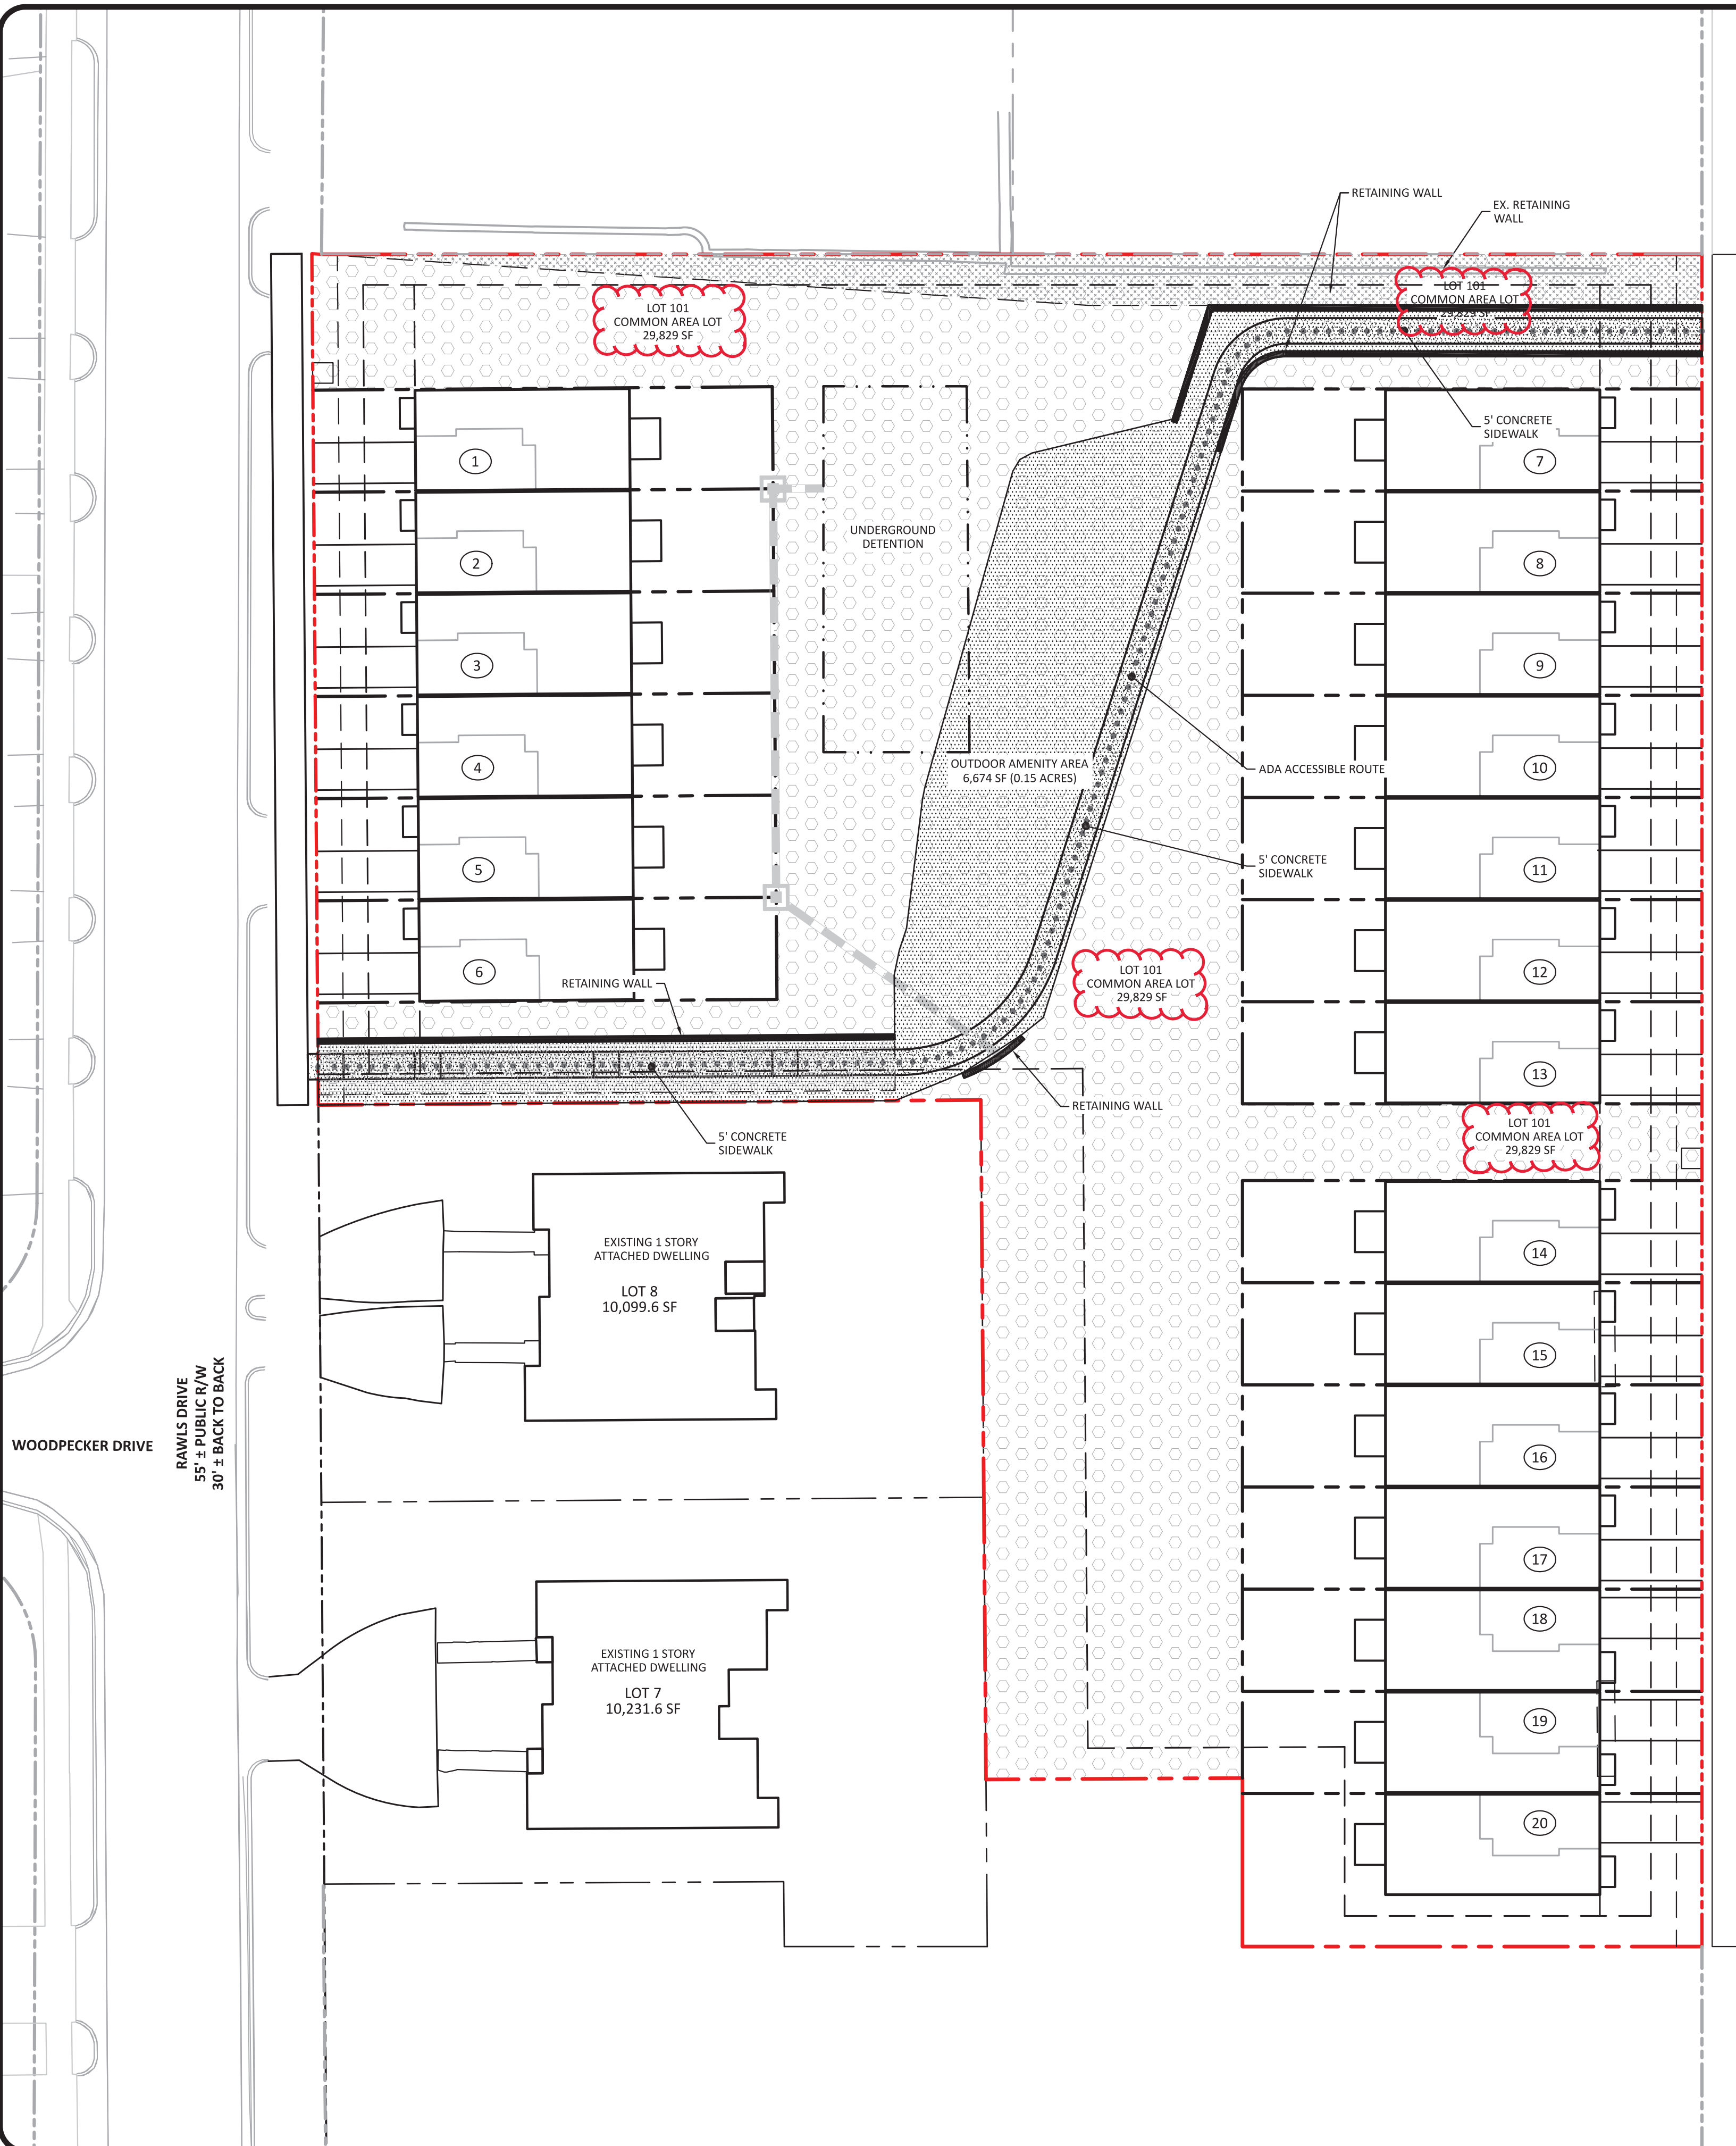 RETAINING WALL
EX. RETAINING
WALL
LOT 101
COMMON AREA LOT
29,829 SF
LOT 101
COMMON AREA LOT
29,829 SF
5' CONCRETE
SIDEWALK
1
7
UNDERGROUND
DETENTION
2
8
3
9
4
10
OUTDOOR AMENITY AREA
6,674 SF (0.15 ACRES)
ADA ACCESSIBLE ROUTE
5
11
5' CONCRETE
SIDEWALK
6
12
RETAINING WALL
LOT 101
COMMON AREA LOT
29,829 SF
13
RETAINING WALL
5' CONCRETE
SIDEWALK
LOT 101
COMMON AREA LOT
29,829 SF
EXISTING 1 STORY
ATTACHED DWELLING
LOT 8
10,099.6 SF
14
15
WOODPECKER DRIVE
RAWLS DRIVE
55' ± PUBLIC R/W
30' ± BACK TO BACK
16
17
18
EXISTING 1 STORY
ATTACHED DWELLING
LOT 7
10,231.6 SF
19
20